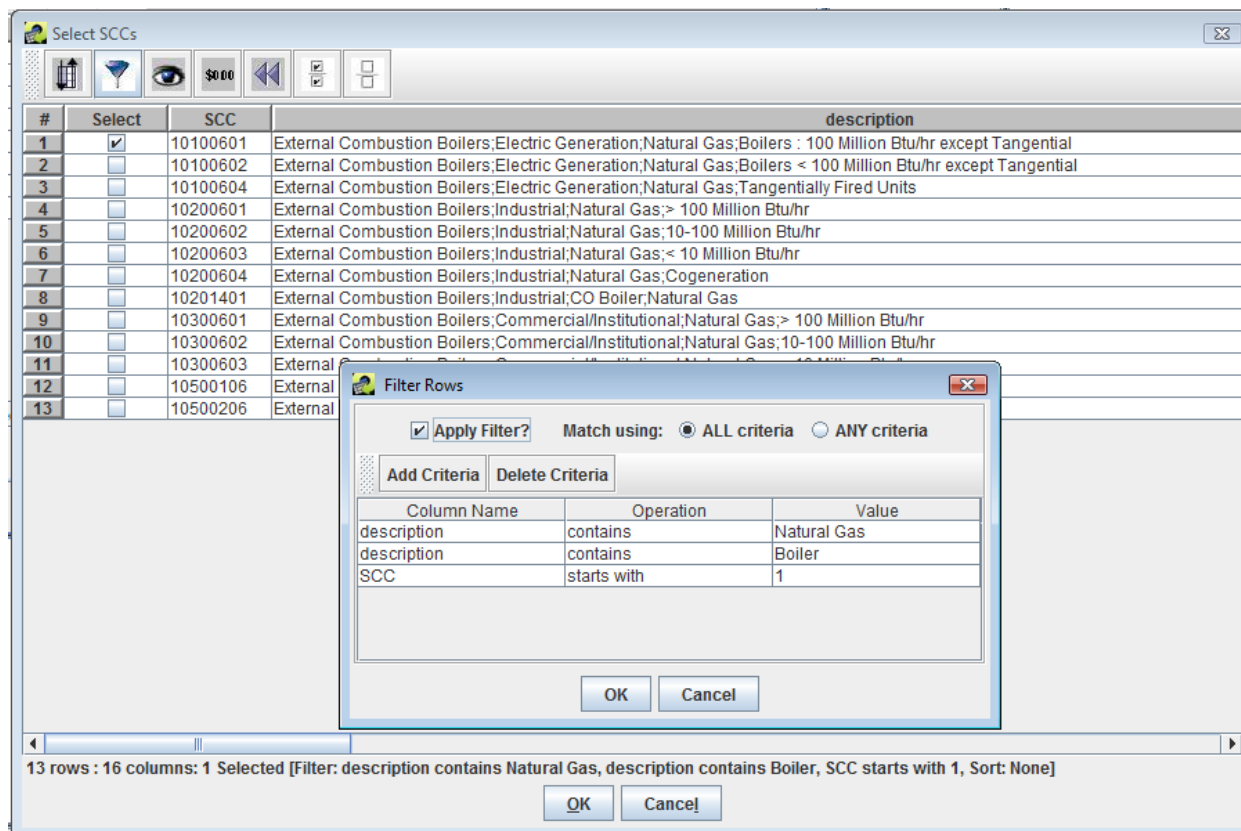 Select SCCs
$0.00
# Select SCC description
1 10100601 External Combustion Boilers;Electric Generation;Natural Gas;Boilers : 100 Million Btu/hr except Tangential
2 10100602 External Combustion Boilers;Electric Generation;Natural Gas;Boilers < 100 Million Btu/hr except Tangential
3 10100604 External Combustion Boilers;Electric Generation;Natural Gas;Tangentially Fired Units
4 10200601 External Combustion Boilers;Industrial;Natural Gas;> 100 Million Btu/hr
5 10200602 External Combustion Boilers;Industrial;Natural Gas;10-100 Million Btu/hr
6 10200603 External Combustion Boilers;Industrial;Natural Gas;< 10 Million Btu/hr
7 10200604 External Combustion Boilers;Industrial;Natural Gas;Cogeneration
8 10201401 External Combustion Boilers;Industrial;CO Boiler;Natural Gas
9 10300601 External Combustion Boilers;Commercial/Institutional;Natural Gas;> 100 Million Btu/hr
10 10300602 External Combustion Boilers;Commercial/Institutional;Natural Gas;10-100 Million Btu/hr
11 10300603 External
12 10500106 External
13 10500206 External
Filter Rows
Apply Filter? Match using: ALL criteria ANY criteria
Add Criteria Delete Criteria
Column Name Operation Value
description contains Natural Gas
description contains Boiler
SCC starts with 1
OK Cancel
13 rows : 16 columns: 1 Selected [Filter: description contains Natural Gas, description contains Boiler, SCC starts with 1, Sort: None]
OK Cancel